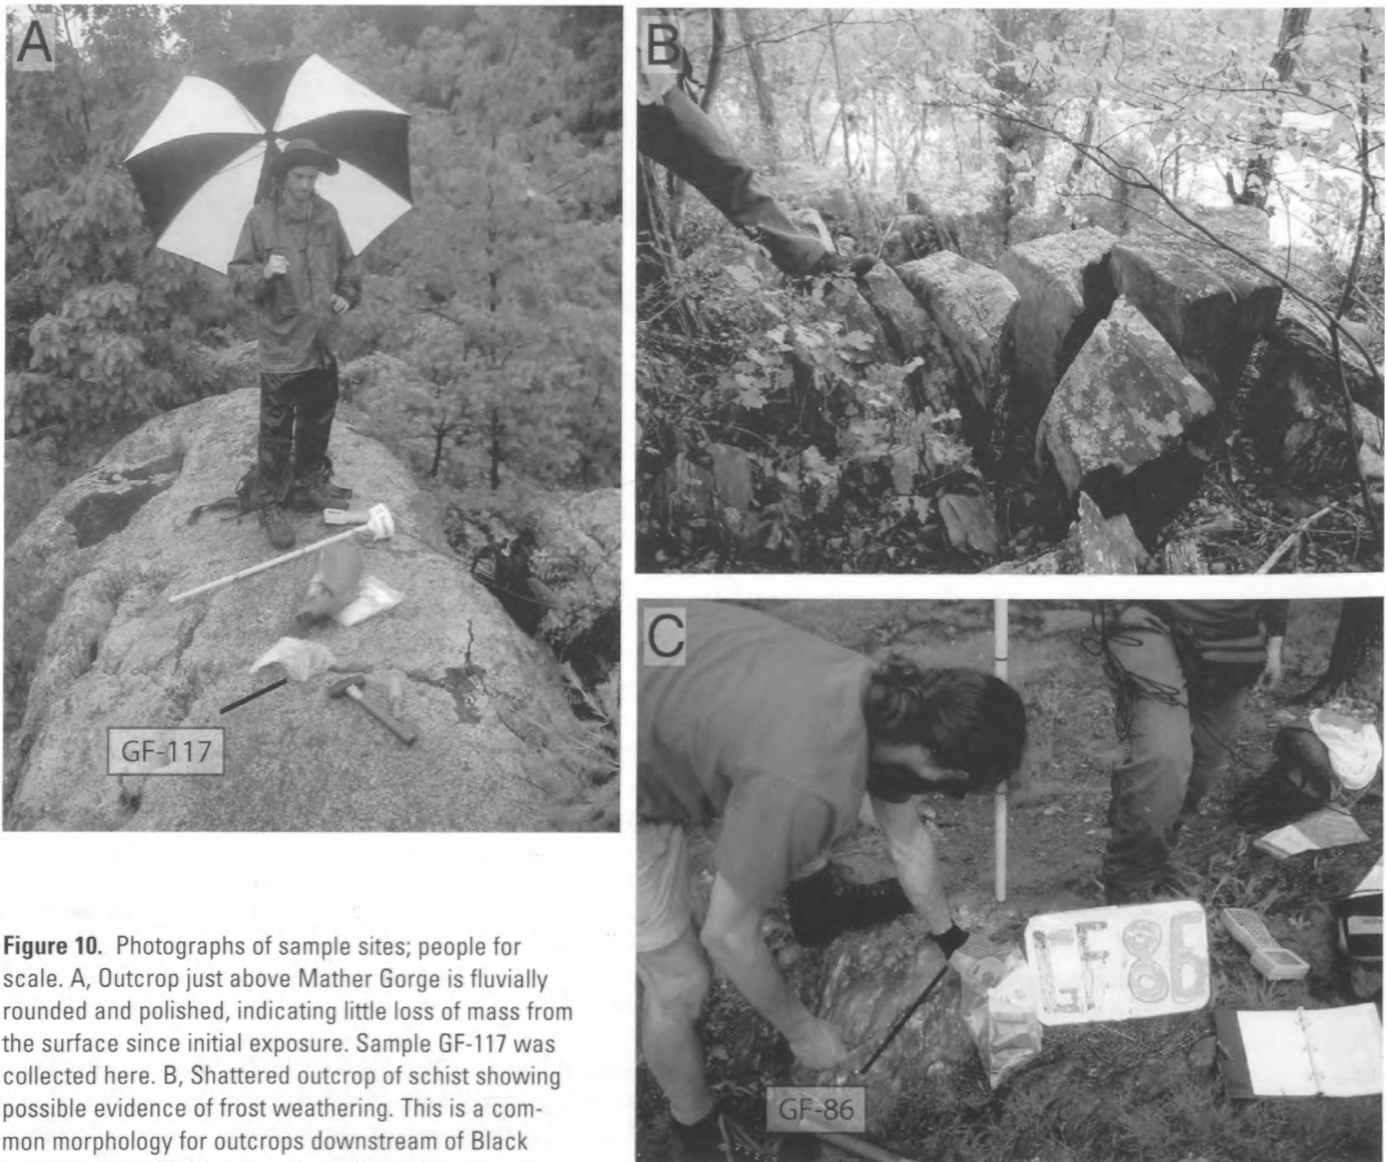 A
B
GF-117
C
GF 86
GF-86
Figure 10. Photographs of sample sites; people for
scale. A, Outcrop just above Mather Gorge is fluvially
rounded and polished, indicating little loss of mass from
the surface since initial exposure. Sample GF-117 was
collected here. B, Shattered outcrop of schist showing
possible evidence of frost weathering. This is a com-
mon morphology for outcrops downstream of Black